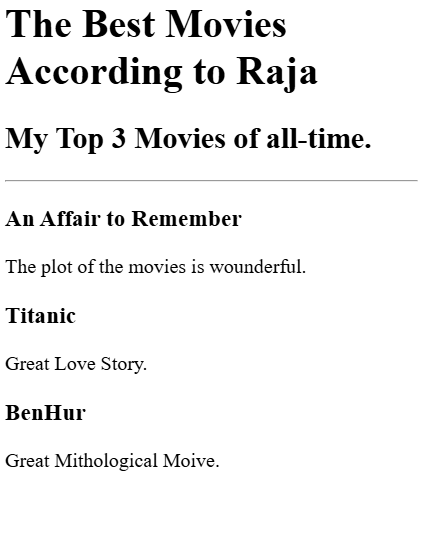 The Best Movies
According to Raja
My Top 3 Movies of all-time.
An Affair to Remember
The plot of the movies is wounderful.
Titanic
Great Love Story.
BenHur
Great Mithological Moive.